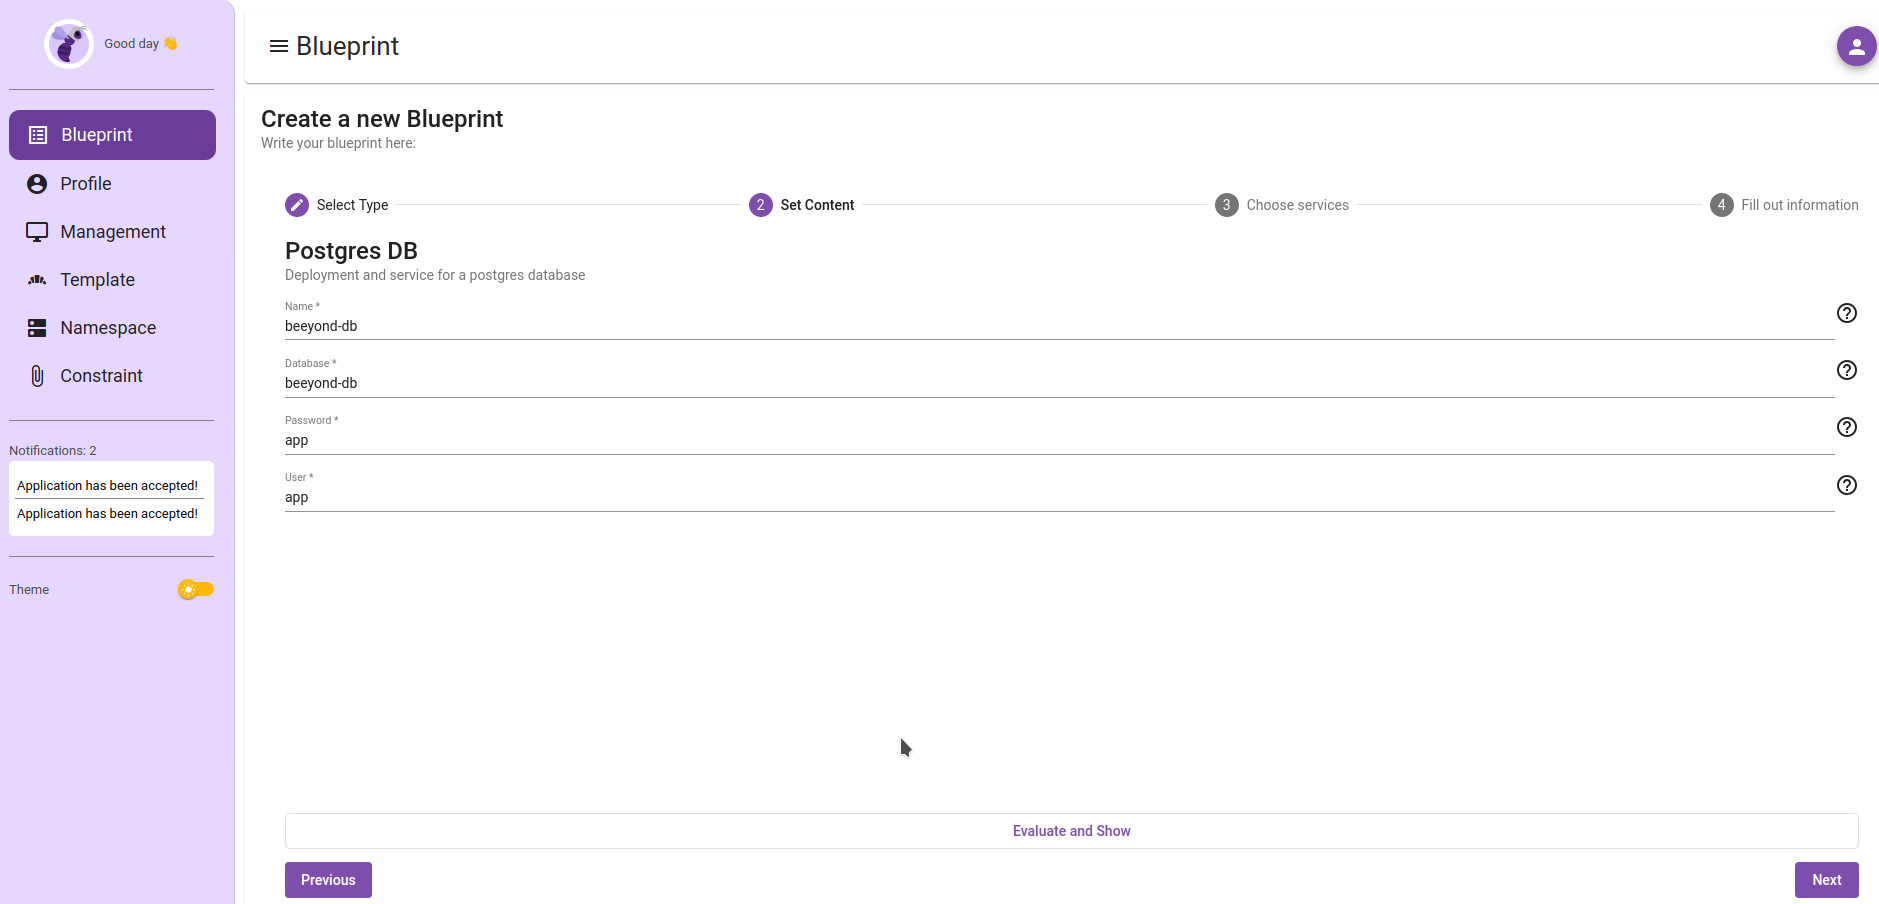 Good day 👋
Blueprint
Profile
Management
Template
Namespace
Constraint
Notifications: 2
Application has been accepted!
Application has been accepted!
Theme
Blueprint
Create a new Blueprint
Write your blueprint here:
Select Type
2 Set Content
3 Choose services
4 Fill out information
Postgres DB
Deployment and service for a postgres database
Name *
beeyond-db
Database *
beeyond-db
Password *
app
User *
app
Evaluate and Show
Previous
Next